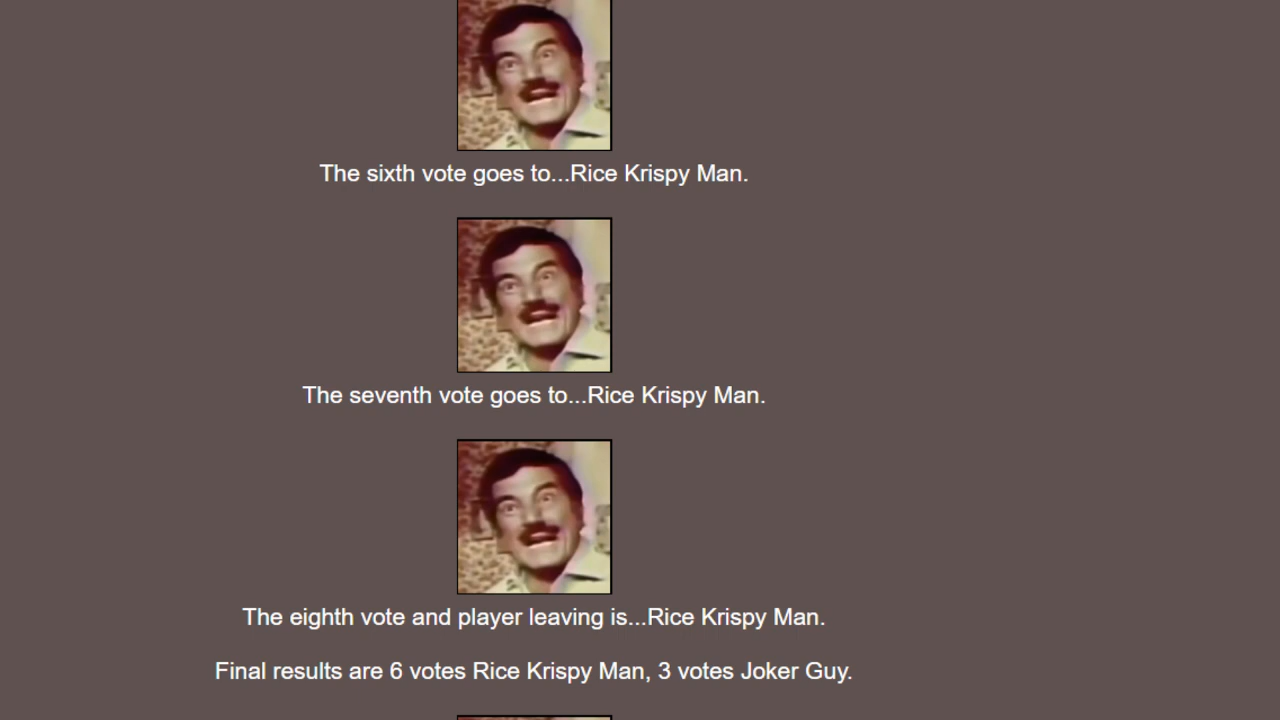 The sixth vote goes to...Rice Krispy Man.
The seventh vote goes to...Rice Krispy Man.
The eighth vote and player leaving is...Rice Krispy Man.
Final results are 6 votes Rice Krispy Man, 3 votes Joker Guy.